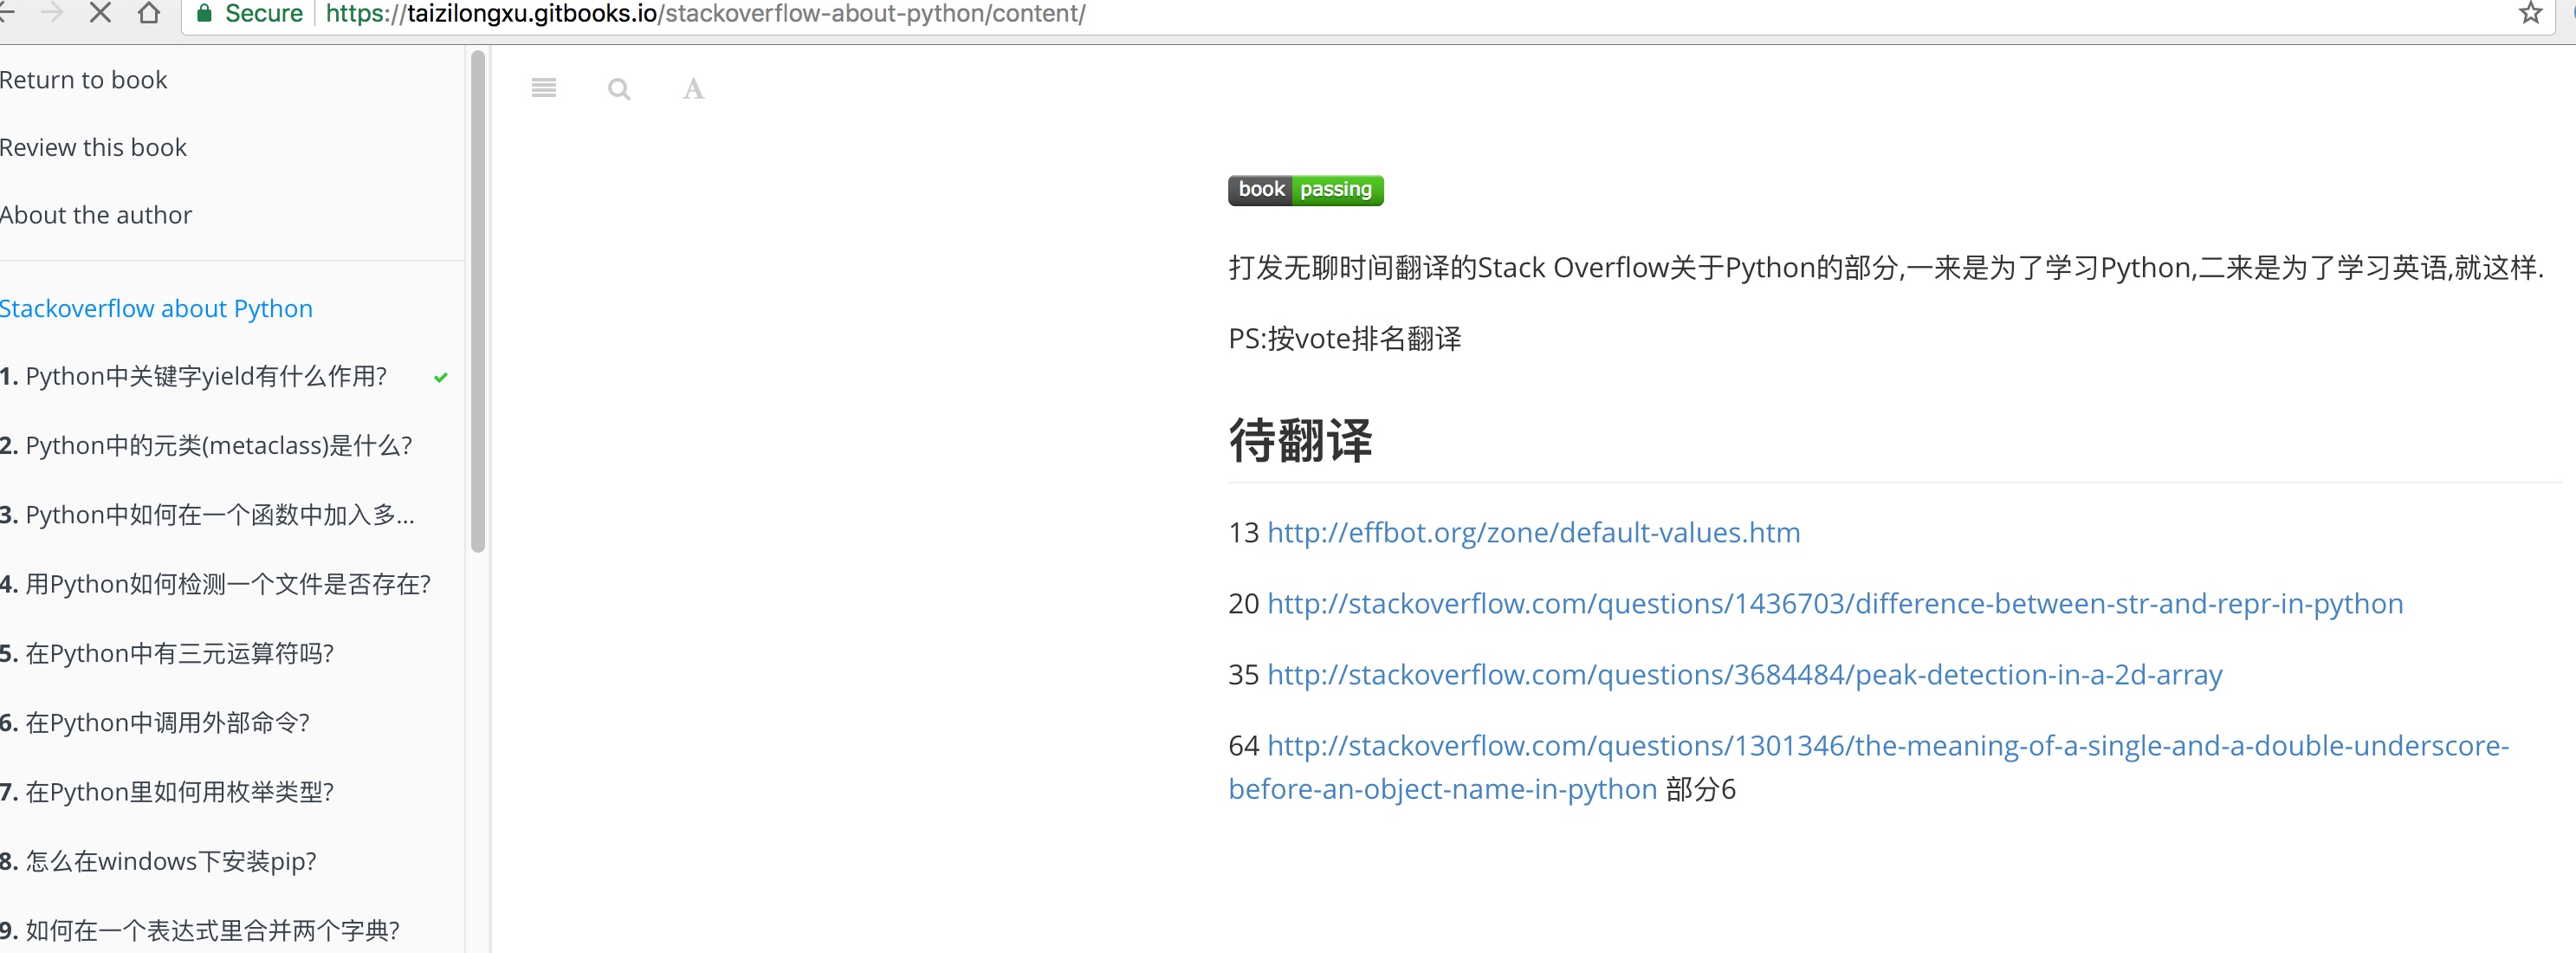 Secure https://taizilongxu.gitbooks.io/stackoverflow-about-python/content/
Return to book
Review this book
About the author
Stackoverflow about Python
1. Python中关键字yield有什么作用?
2. Python中的元类(metaclass)是什么?
3. Python中如何在一个函数中加入多...
4. 用Python如何检测一个文件是否存在?
5. 在Python中有三元运算符吗?
6. 在Python中调用外部命令?
7. 在Python里如何用枚举类型?
8. 怎么在windows下安装pip?
9. 如何在一个表达式里合并两个字典?
A
book passing
打发无聊时间翻译的Stack Overflow关于Python的部分,一来是为了学习Python,二来是为了学习英语,就这样.
PS:按vote排名翻译
待翻译
13 http://effbot.org/zone/default-values.htm
20 http://stackoverflow.com/questions/1436703/difference-between-str-and-repr-in-python
35 http://stackoverflow.com/questions/3684484/peak-detection-in-a-2d-array
64 http://stackoverflow.com/questions/1301346/the-meaning-of-a-single-and-a-double-underscore-
before-an-object-name-in-python 部分6